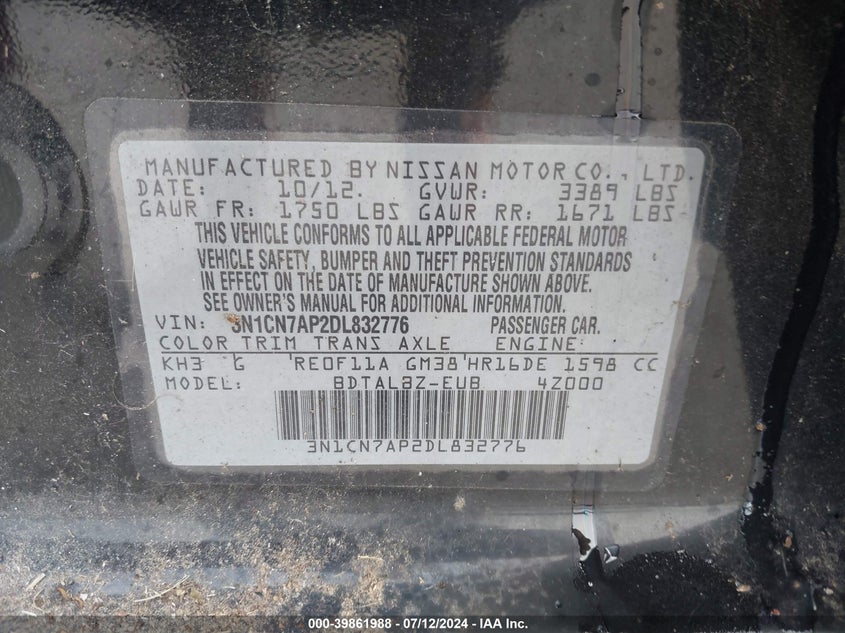 MANUFACTURED BY NISSAN MOTOR CO., LTD.
DATE: 10/12. GVWR: 3389 LBS
GAWR FR: 1750 LBS GAWR RR: 1671 LBS
THIS VEHICLE CONFORMS TO ALL APPLICABLE FEDERAL MOTOR
VEHICLE SAFETY, BUMPER AND THEFT PREVENTION STANDARDS
IN EFFECT ON THE DATE OF MANUFACTURE SHOWN ABOVE.
SEE OWNER'S MANUAL FOR ADDITIONAL INFORMATION.
VIN: 3N1CN7AP2DL832776 PASSENGER CAR.
COLOR TRIM TRANS AXLE ENGINE:
KH3 G 'RE0F11A GM38'HR16DE 1598 CC
MODEL: BDTALBZ-EUB 4Z000
3N1CN7AP2DL832776
000-39861988 - 07/12/2024 - IAA Inc.